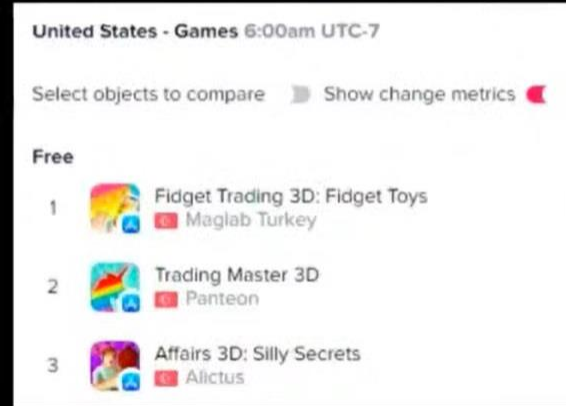 United States - Games 6:00am UTC-7
Select objects to compare Show change metrics
Free
1
Fidget Trading 3D: Fidget Toys
Maglab Turkey
2
Trading Master 3D
Panteon
3
Affairs 3D: Silly Secrets
Alictus